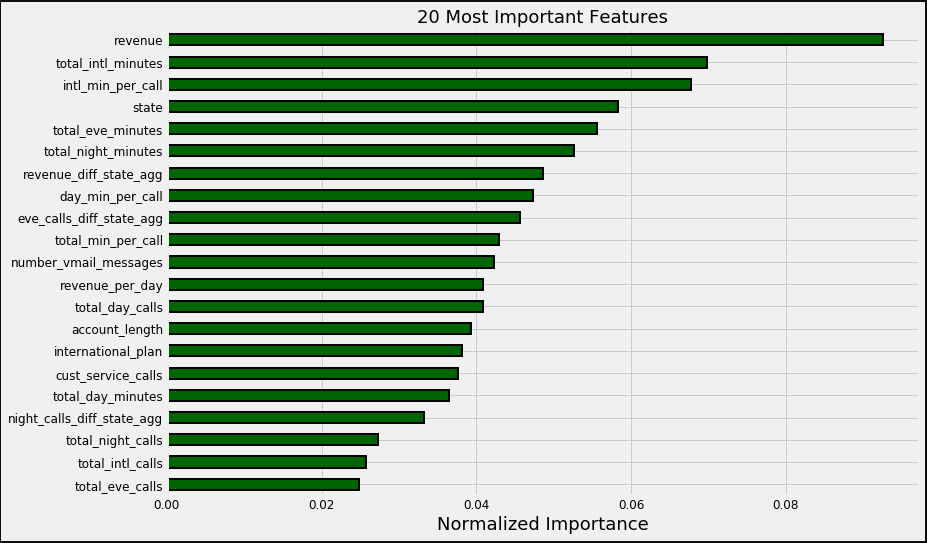 20 Most Important Features
revenue
total_intl_minutes
intl_min_per_call
state
total_eve_minutes
total_night_minutes
revenue_diff_state_agg
day_min_per_call
eve_calls_diff_state_agg
total_min_per_call
number_vmail_messages
revenue_per_day
total_day_calls
account_length
international_plan
cust_service_calls
total_day_minutes
night_calls_diff_state_agg
total_night_calls
total_intl_calls
total_eve_calls
0.00 0.02 0.04 0.06 0.08
Normalized Importance